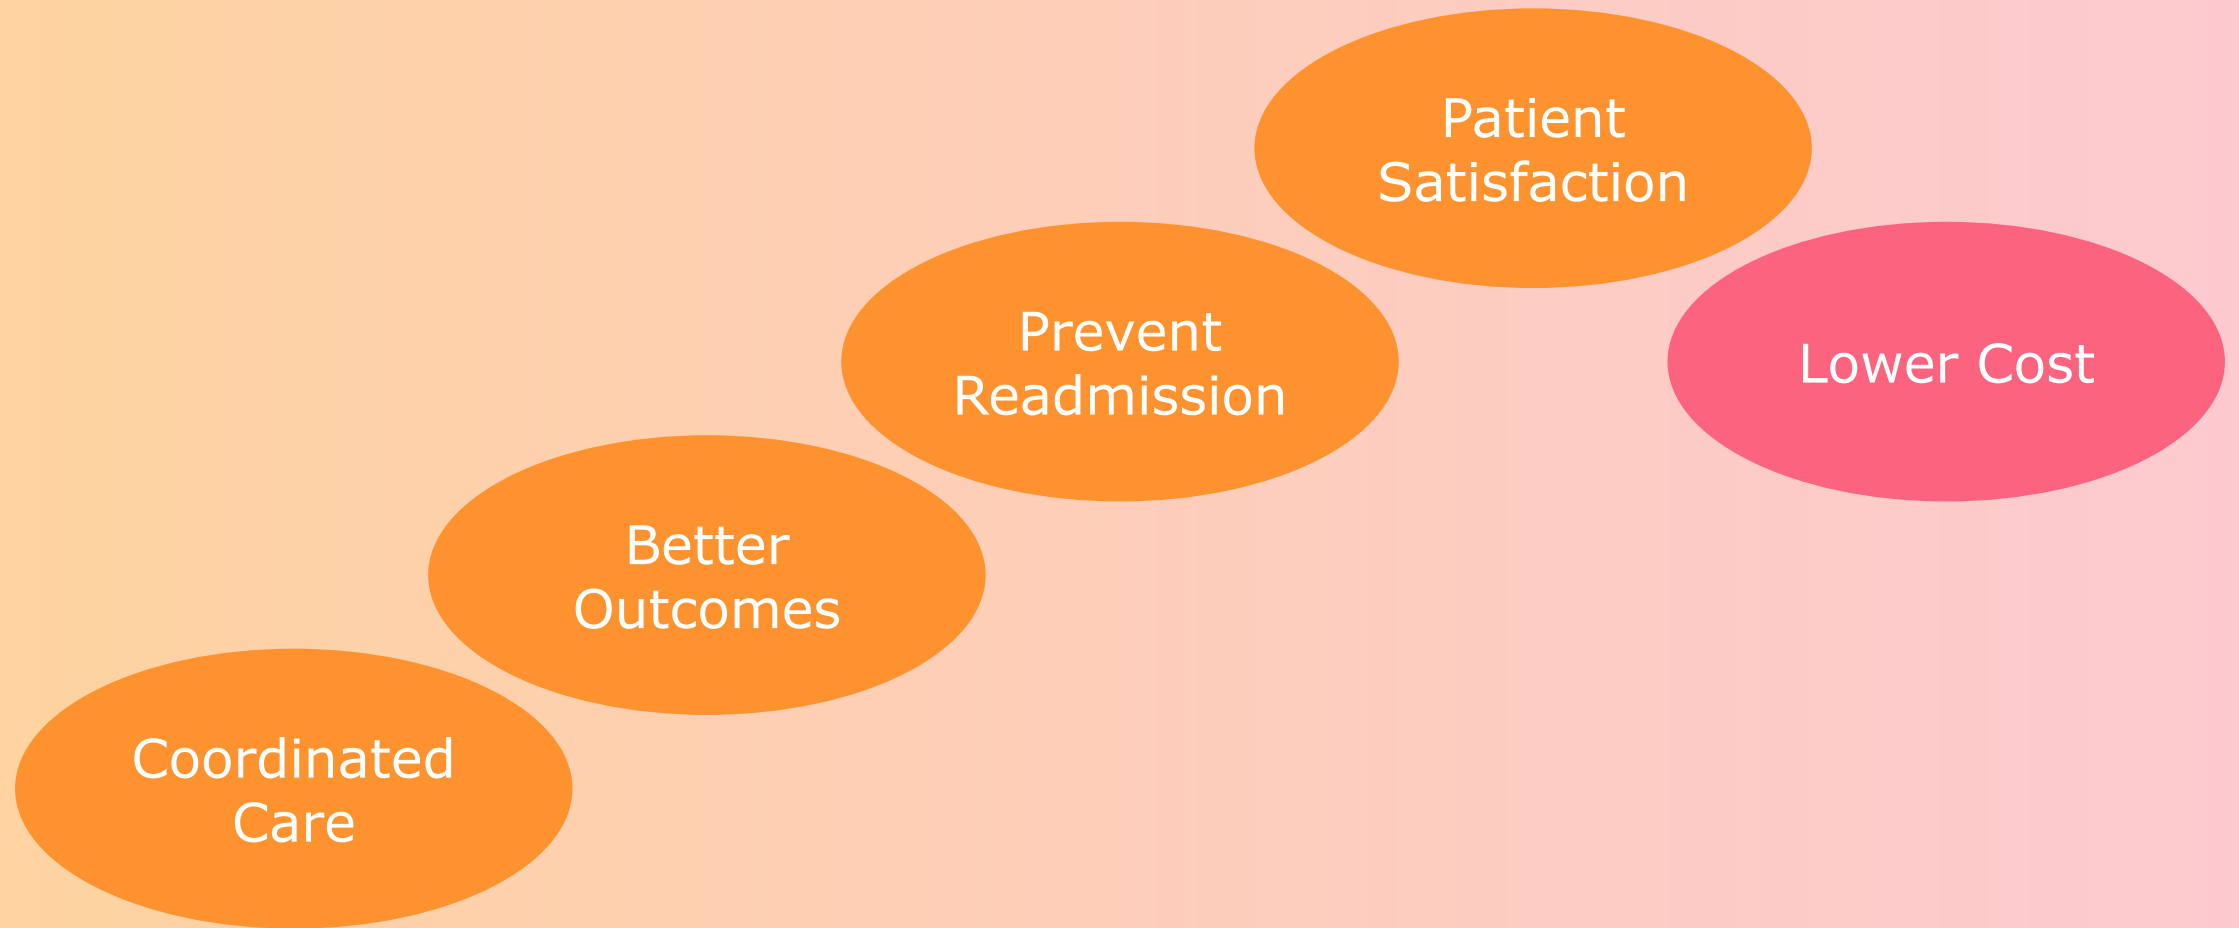 Coordinated
Care
Better
Outcomes
Prevent
Readmission
Patient
Satisfaction
Lower Cost